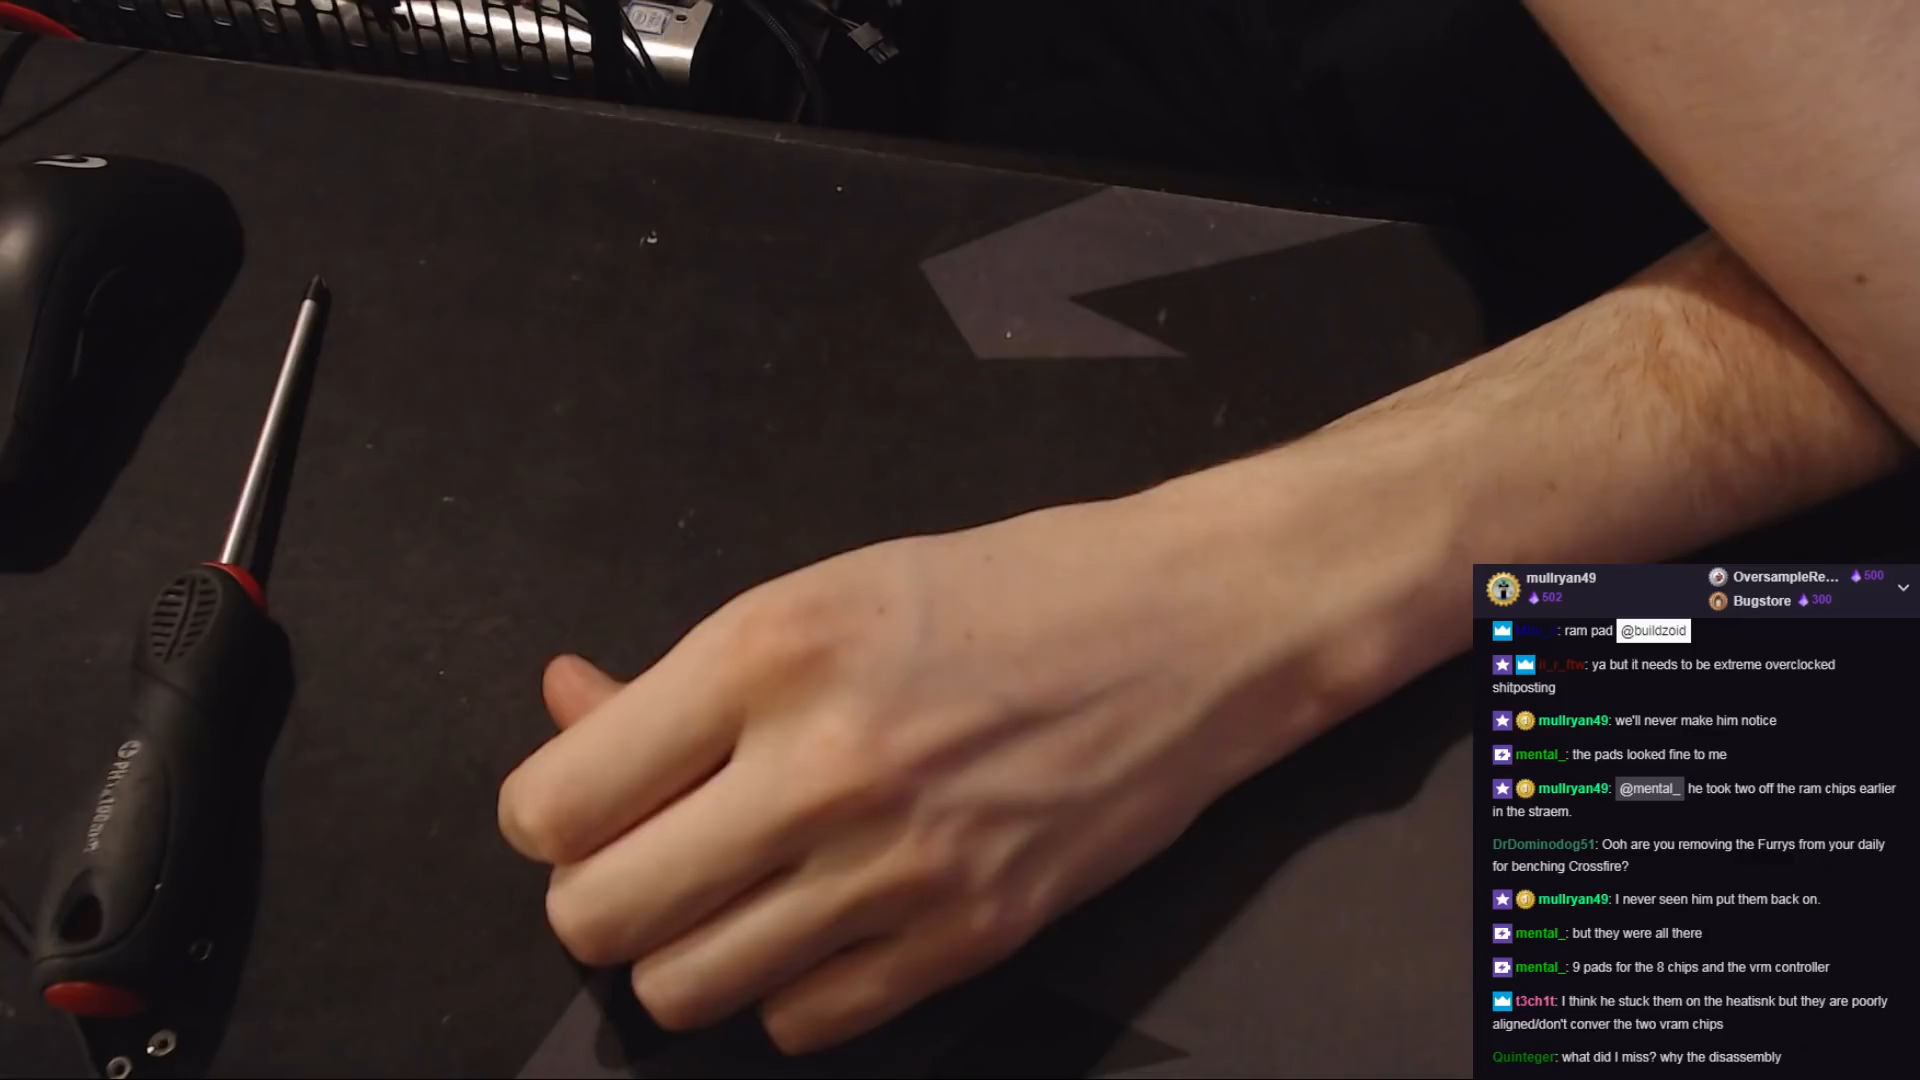 PH1x100mm
mullryan49
502
OversampleRe... 500
Bugstore 300
: ram pad @buildzoid
ii_r_ftw: ya but it needs to be extreme overclocked
shitposting
mullryan49: we'll never make him notice
mental_: the pads looked fine to me
mullryan49: @mental_ he took two off the ram chips earlier
in the straem.
DrDominodog51: Ooh are you removing the Furrys from your daily
for benching Crossfire?
mullryan49: I never seen him put them back on.
mental_: but they were all there
mental_: 9 pads for the 8 chips and the vrm controller
t3ch1t: I think he stuck them on the heatisnk but they are poorly
aligned/don't conver the two vram chips
Quinteger: what did I miss? why the disassembly